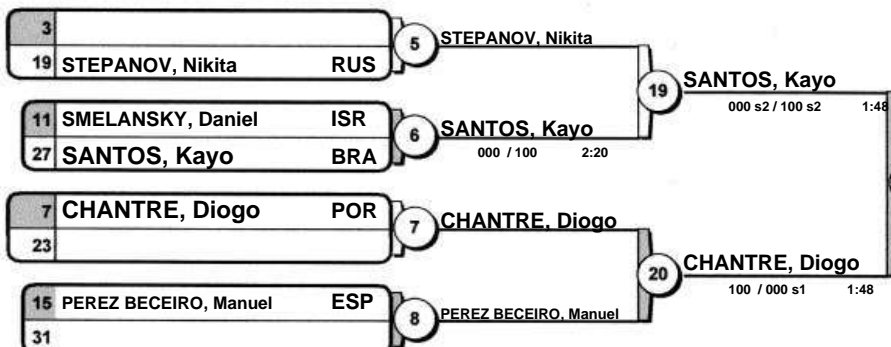 3
19 STEPANOV, Nikita RUS
5
STEPANOV, Nikita
11 SMELANSKY, Daniel ISR
27 SANTOS, Kayo BRA
6
SANTOS, Kayo
000 / 100 2:20
19
SANTOS, Kayo
000 s2 / 100 s2 1:48
7 CHANTRE, Diogo POR
23
7
CHANTRE, Diogo
15 PEREZ BECEIRO, Manuel ESP
31
8
PEREZ BECEIRO, Manuel
20
CHANTRE, Diogo
100 / 000 s1 1:48